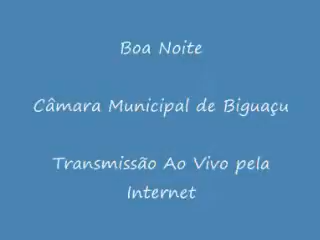 Boa Noite
Câmara Municipal de Biguaçu
Transmissão Ao Vivo pela
Internet